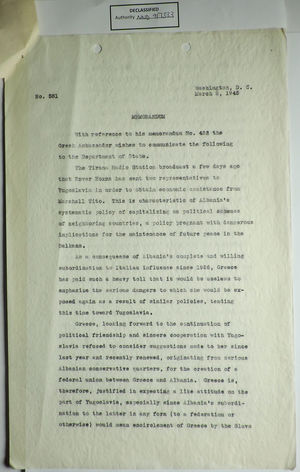 DECLASSIFIED
Authority
Washington, D. C.
No. 581
March 8, 1945
MEMORANDUM
With reference to his memorandum No. 488 the
Greek Ambassador wishes to communicate the following
to the Department of State.
The Tirana Radio Station broadcast a few days ago
that Enver Hoxha has sent two representatives to
Yugoslavia in order to obtain economic assistance from
Marshall Tito. This is characteristic of Albania's
systematic policy of capitalizing on political schemes
of neighboring countries, a policy pregnant with dangerous
implications for the maintenance of future peace in the
Balkans.
As a consequence of Albania's complete and willing
subordination to Italian influence since 1926, Greece
has paid such a heavy toll that it would be useless to
emphasize the serious dangers to which she would be ex-
posed again as a result of similar policies, tending
this time toward Yugoslavia.
Greece, looking forward to the continuation of
political friendship and sincere cooperation with Yugo-
slavia refused to consider suggestions made to her since
last year and recently renewed, originating from serious
Albanian conservative quarters, for the creation of a
federal union between Greece and Albania. Greece is,
therefore, justified in expecting a like attitude on the
part of Yugoslavia, especially since Albania's subordi-
nation to the latter in any form (to a federation or
otherwise) would mean encirclement of Greece by the Slavs